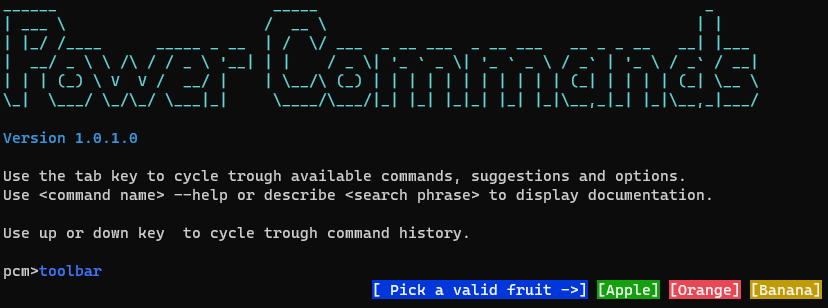 Power Commands
Version 1.0.1.0
Use the tab key to cycle trough available commands, suggestions and options.
Use <command name> --help or describe <search phrase> to display documentation.
Use up or down key  to cycle trough command history.
pcm>toolbar
[ Pick a valid fruit ->] [Apple] [Orange] [Banana]